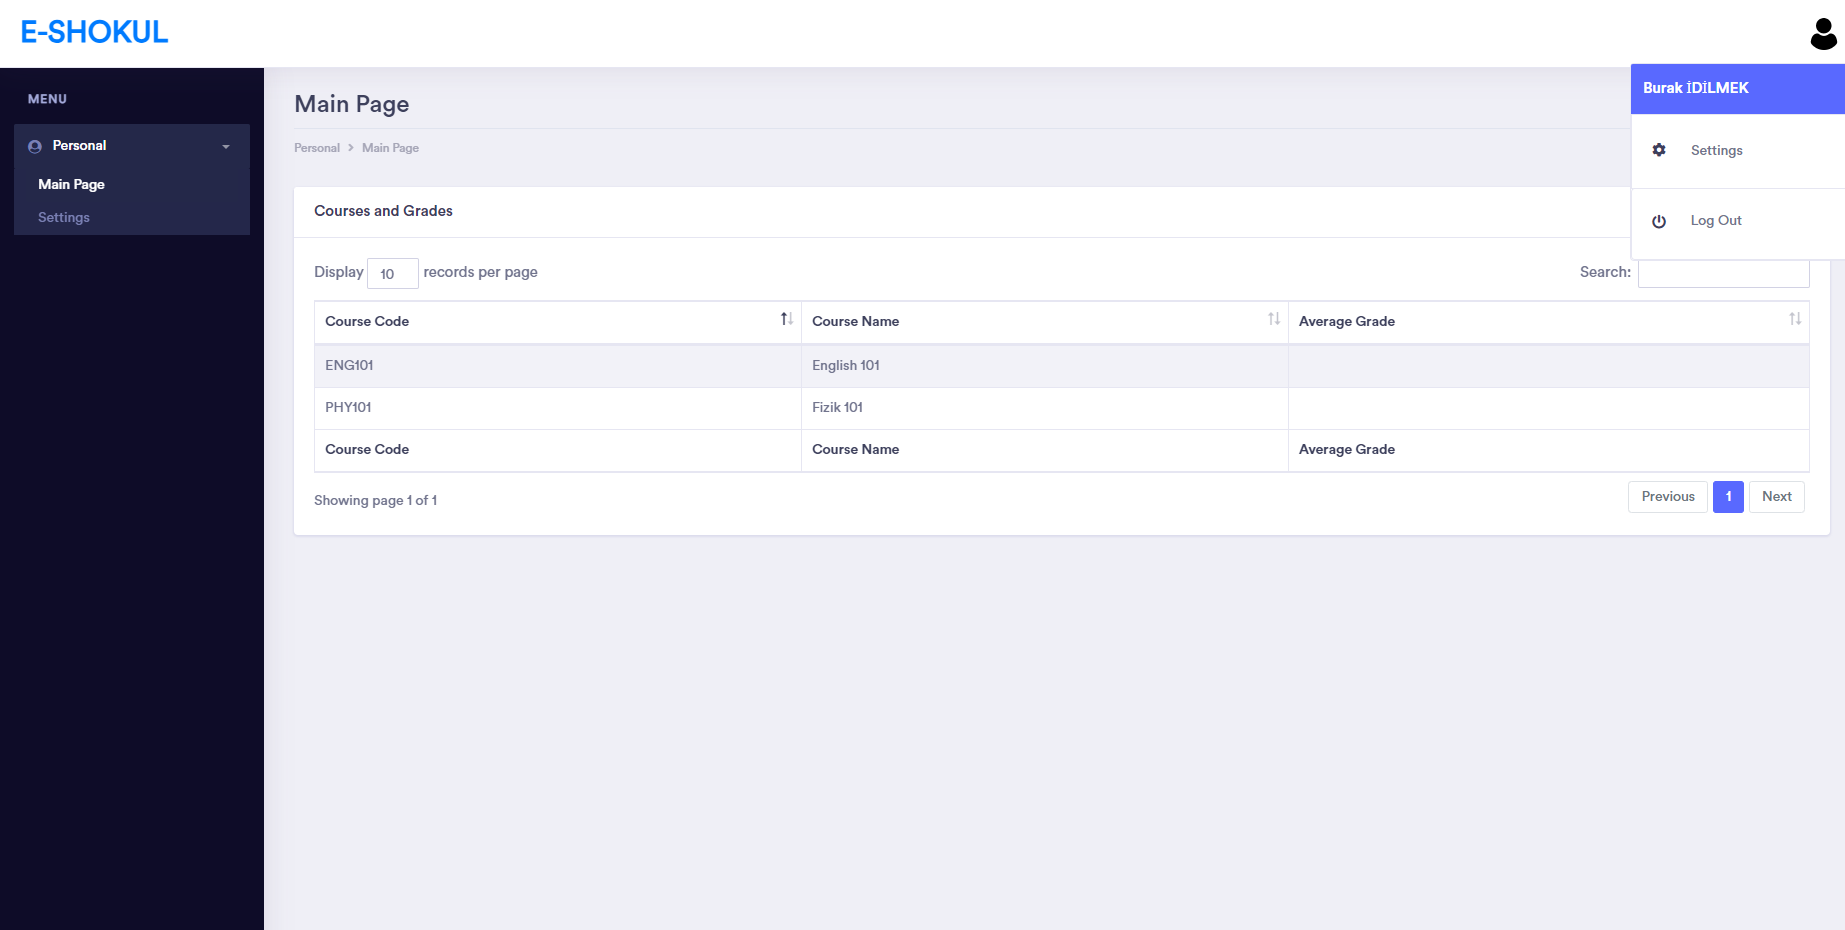 E-SHOKUL
Burak İDİLMEK
Settings
Log Out
MENU
Personal
Main Page
Settings
Main Page
Personal > Main Page
Courses and Grades
Display 10 records per page
Search:
Course Code Course Name Average Grade
ENG101 English 101
PHY101 Fizik 101
Course Code Course Name Average Grade
Showing page 1 of 1
Previous 1 Next